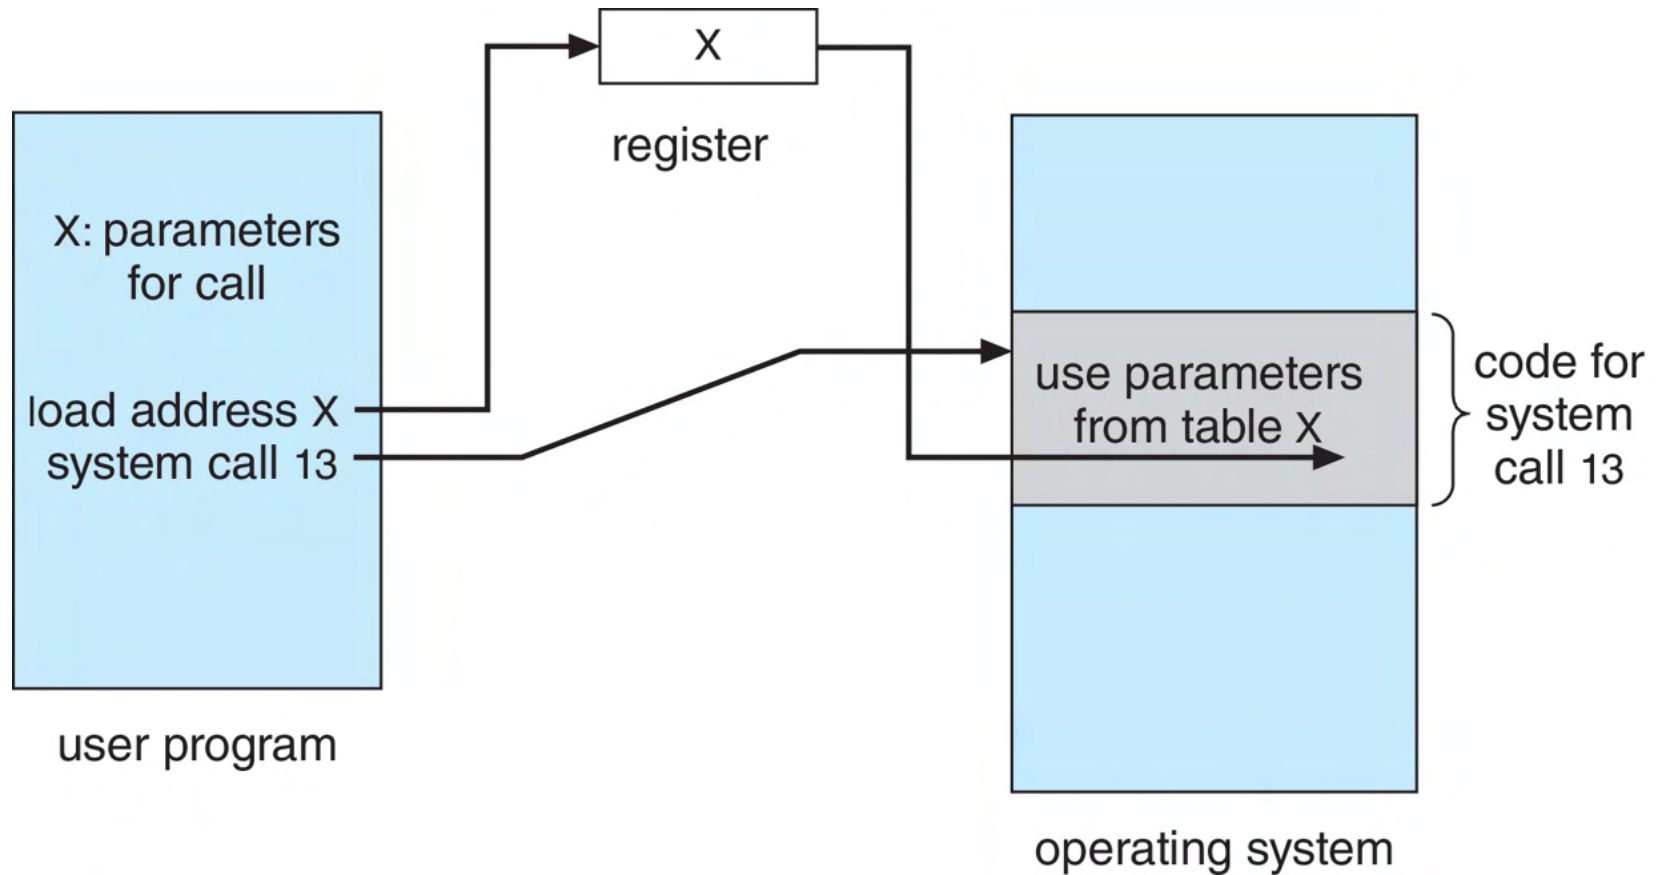 X
register
X: parameters
for call
load address X
system call 13
user program
use parameters
from table X
code for
system
call 13
operating system